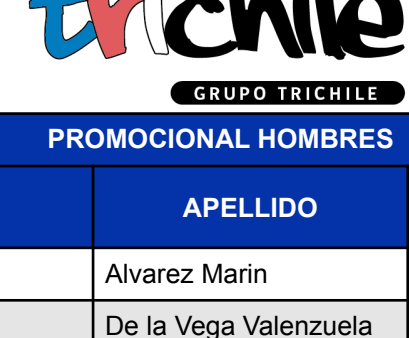 trichile
GRUPO TRICHILE
PROMOCIONAL HOMBRES
APELLIDO
Alvarez Marin
De la Vega Valenzuela